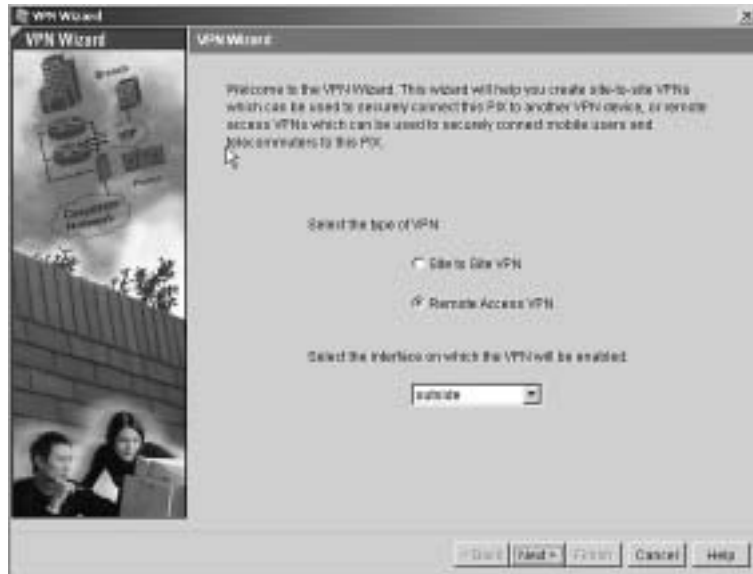 VPN Wizard
VPN Wizard
VPN Wizard
Branch
Welcome to the VPN Wizard. This wizard will help you create site-to-site VPNs
which can be used to securely connect this PIX to another VPN device, or remote
access VPNs which can be used to securely connect mobile users and
telecommuters to this PIX.
Select the type of VPN:
Site to Site VPN
Remote Access VPN
Select the interface on which the VPN will be enabled:
outside
< Back
Next >
Finish
Cancel
Help